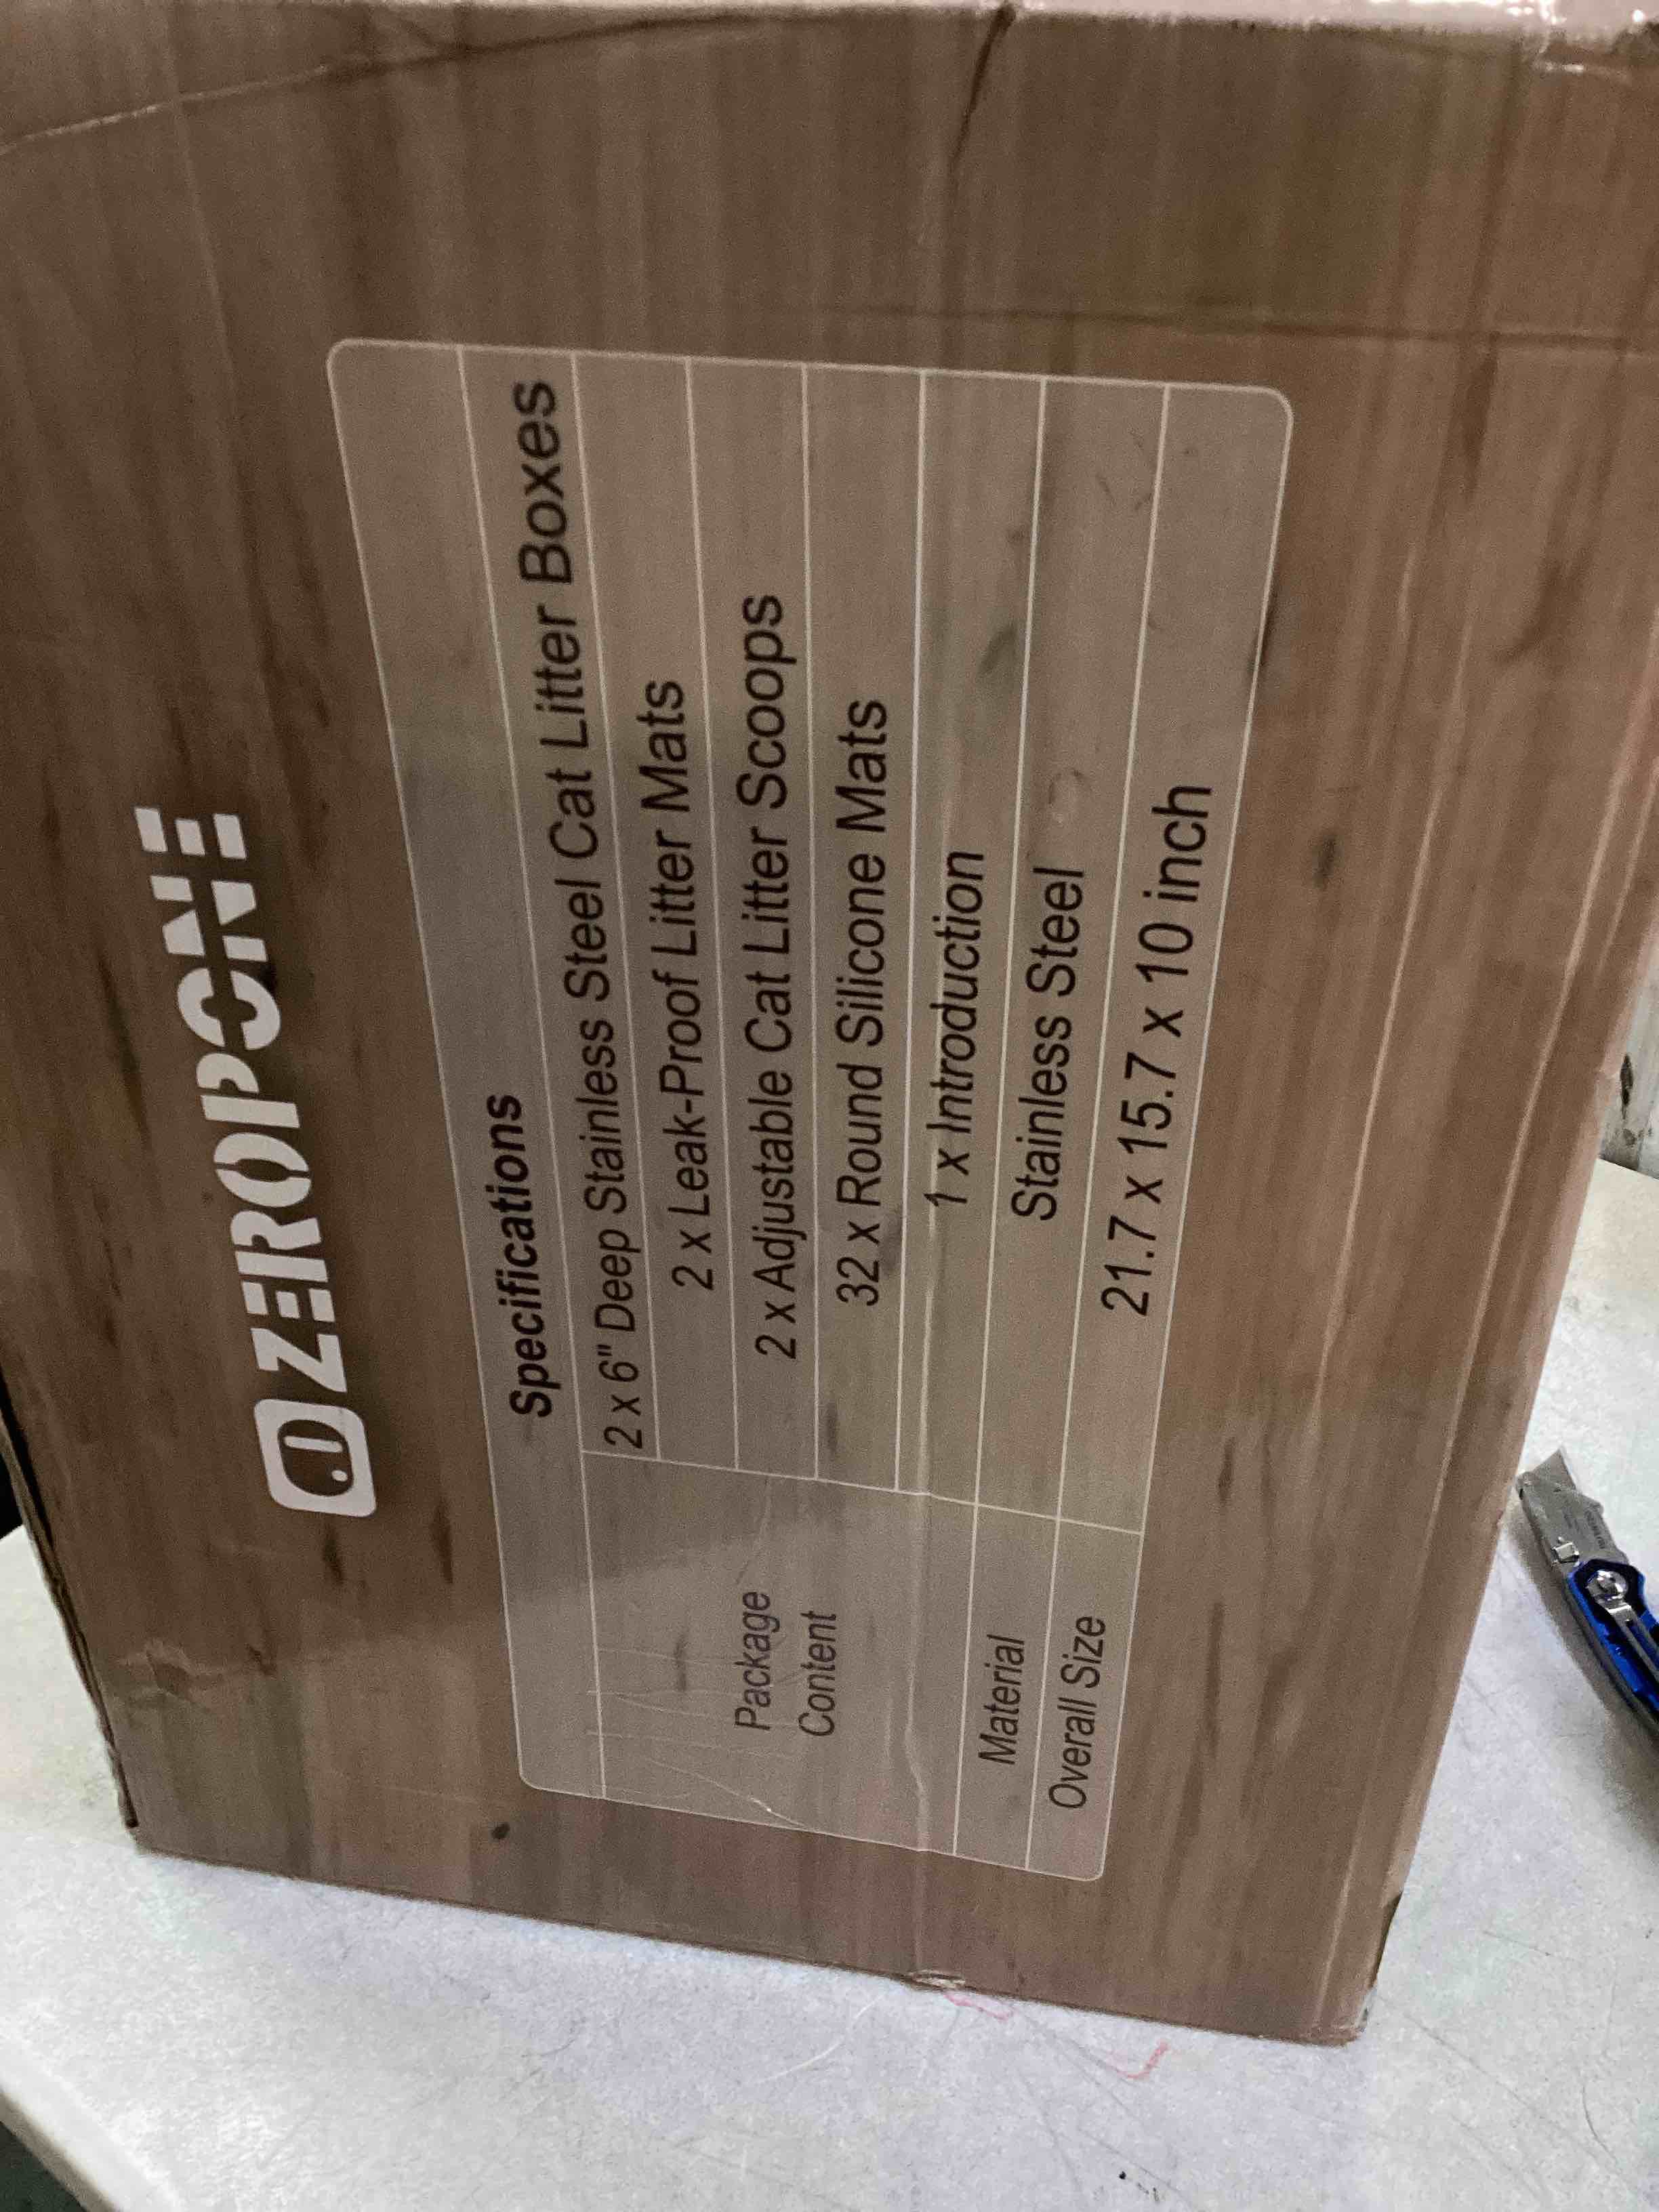 ZEROPONE
Specifications
Package
Content
2 x 6" Deep Stainless Steel Cat Litter Boxes
2 x Leak-Proof Litter Mats
2 x Adjustable Cat Litter Scoops
32 x Round Silicone Mats
1 x Introduction
Material
Stainless Steel
Overall Size
21.7 x 15.7 x 10 inch